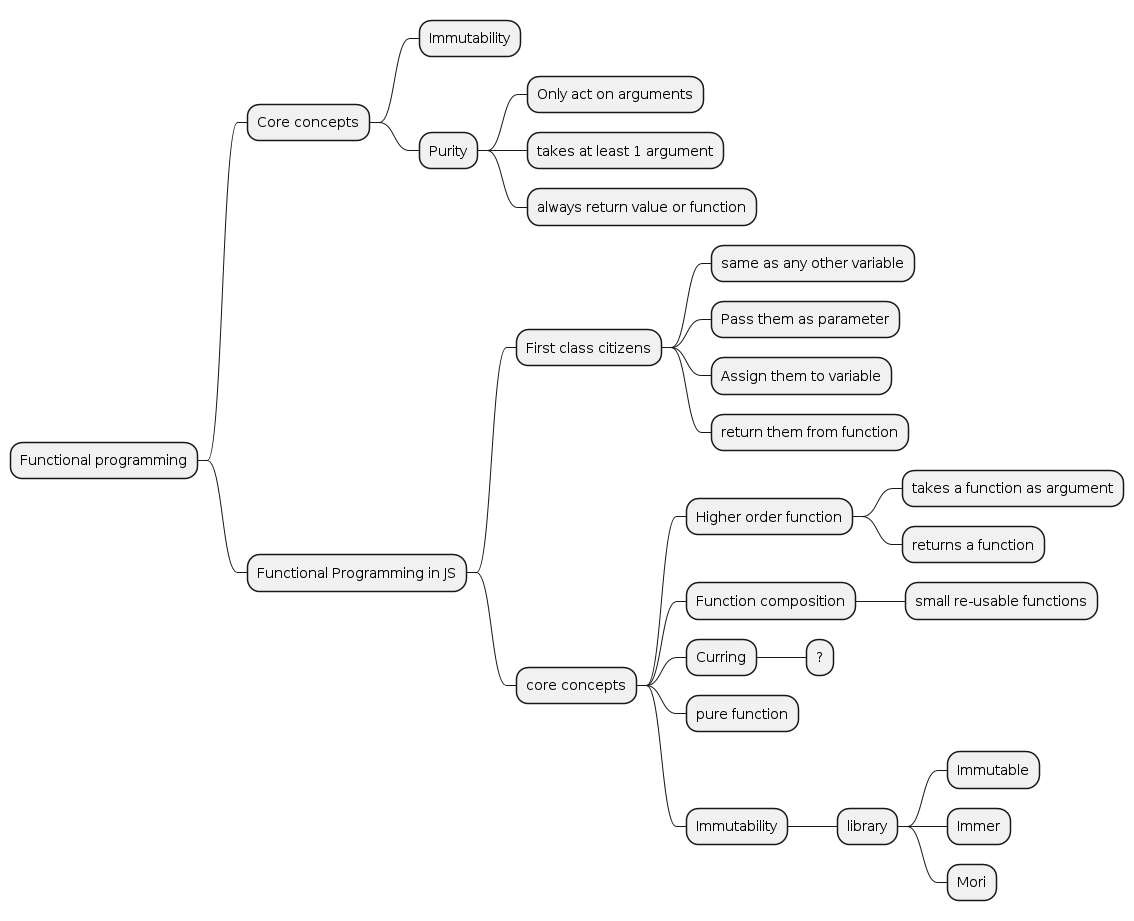 Functional programming
Core concepts
Immutability
Purity
Only act on arguments
takes at least 1 argument
always return value or function
Functional Programming in JS
First class citizens
same as any other variable
Pass them as parameter
Assign them to variable
return them from function
core concepts
Higher order function
takes a function as argument
returns a function
Function composition
small re-usable functions
Curring
?
pure function
Immutability
library
Immutable
Immer
Mori